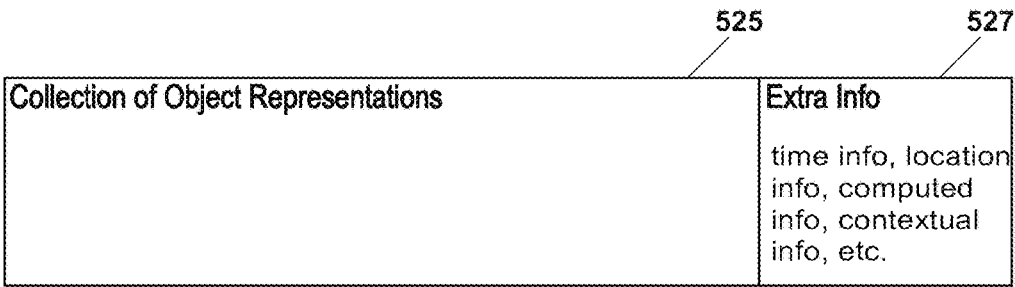 525
527
Collection of Object Representations
Extra Info
time info, location
info, computed
info, contextual
info, etc.